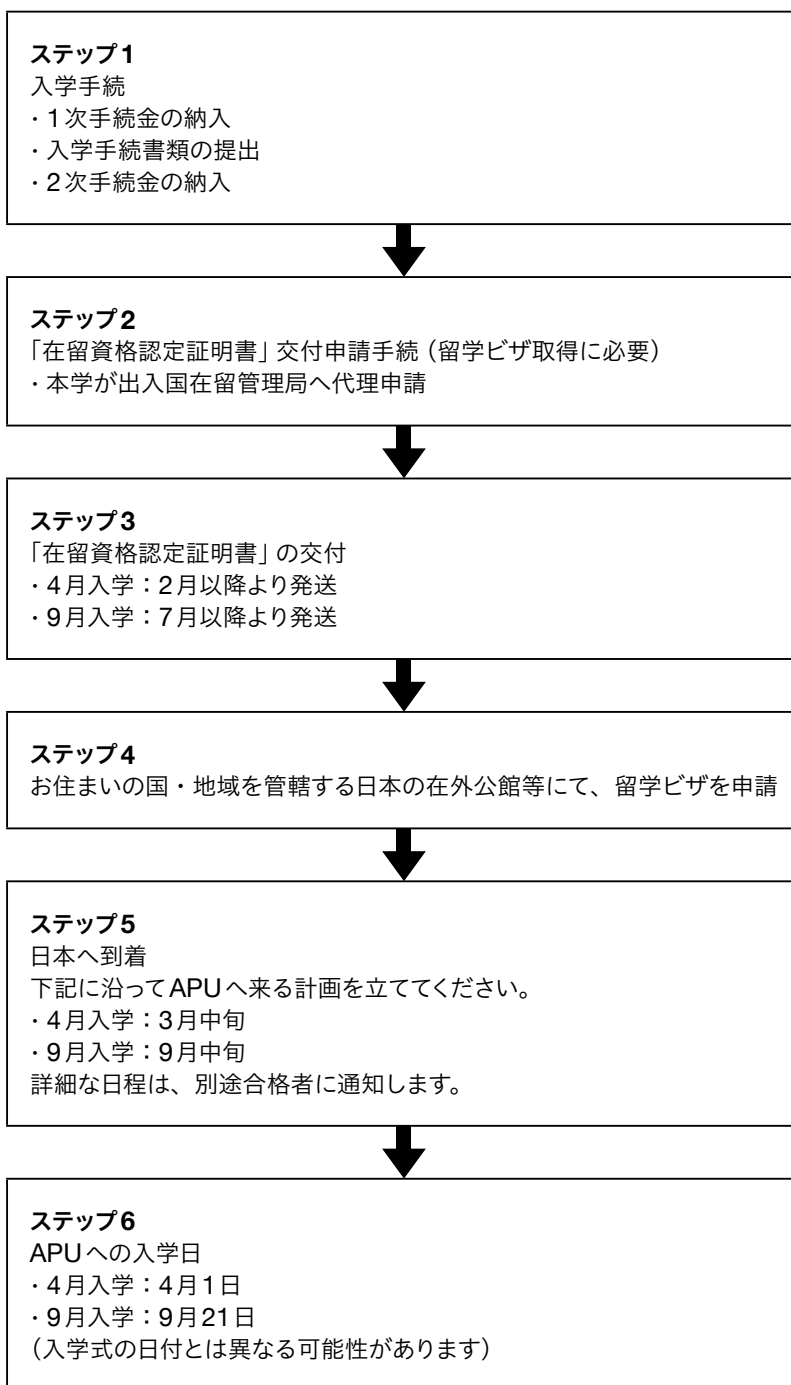 ステップ1
入学手続
・1次手続金の納入
・入学手続書類の提出
・2次手続金の納入
ステップ2
「在留資格認定証明書」交付申請手続（留学ビザ取得に必要）
・本学が出入国在留管理局へ代理申請
ステップ3
「在留資格認定証明書」の交付
・4月入学：2月以降より発送
・9月入学：7月以降より発送
ステップ4
お住まいの国・地域を管轄する日本の在外公館等にて、留学ビザを申請
ステップ5
日本へ到着
下記に沿ってAPUへ来る計画を立ててください。
・4月入学：3月中旬
・9月入学：9月中旬
詳細な日程は、別途合格者に通知します。
ステップ6
APUへの入学日
・4月入学：4月1日
・9月入学：9月21日
（入学式の日付とは異なる可能性があります）